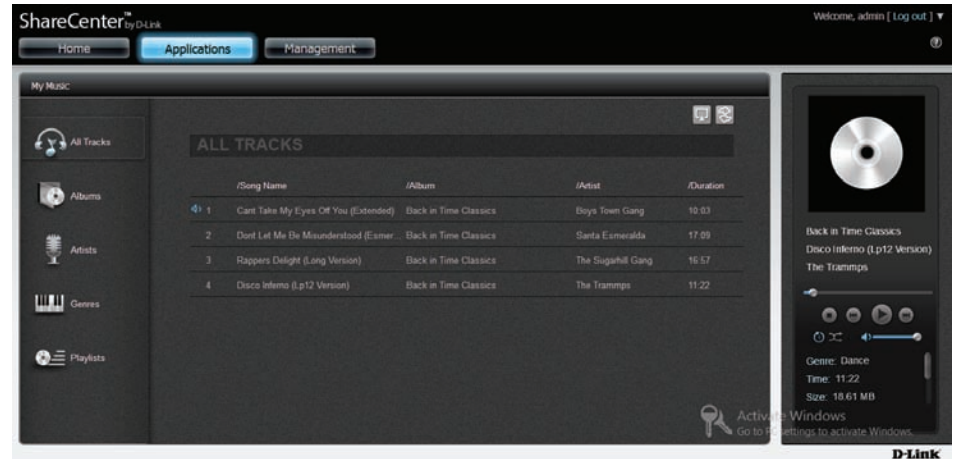 ShareCenter™ by D-Link
Welcome, admin [ Log out ] ▼
Home Applications Management
My Music
All Tracks
Albums
Artists
Genres
Playlists
ALL TRACKS
/Song Name /Album /Artist /Duration
1 Cant Take My Eyes Off You (Extended) Back in Time Classics Boys Town Gang 10:03
2 Dont Let Me Be Misunderstood (Esmer... Back in Time Classics Santa Esmeralda 17:09
3 Rappers Delight (Long Version) Back in Time Classics The Sugarhill Gang 16:57
4 Disco Inferno (Lp12 Version) Back in Time Classics The Trammps 11:22
Back in Time Classics
Disco Inferno (Lp12 Version)
The Trammps
Genre: Dance
Time: 11:22
Size: 18.61 MB
Activate Windows
Go to PC settings to activate Windows.
D-Link